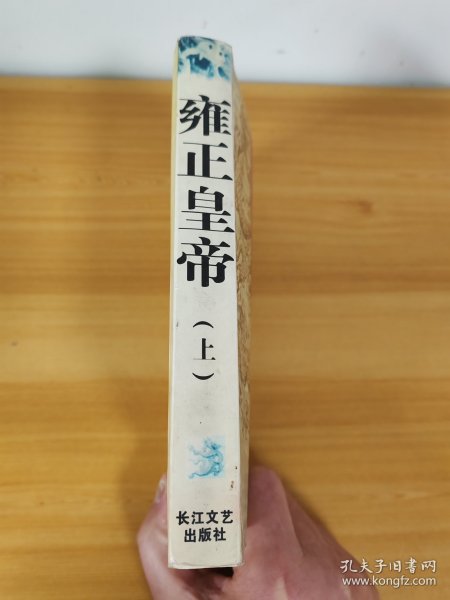 雍正皇帝
（上）
长江文艺
出版社
孔夫子旧书网
www.kongfz.com